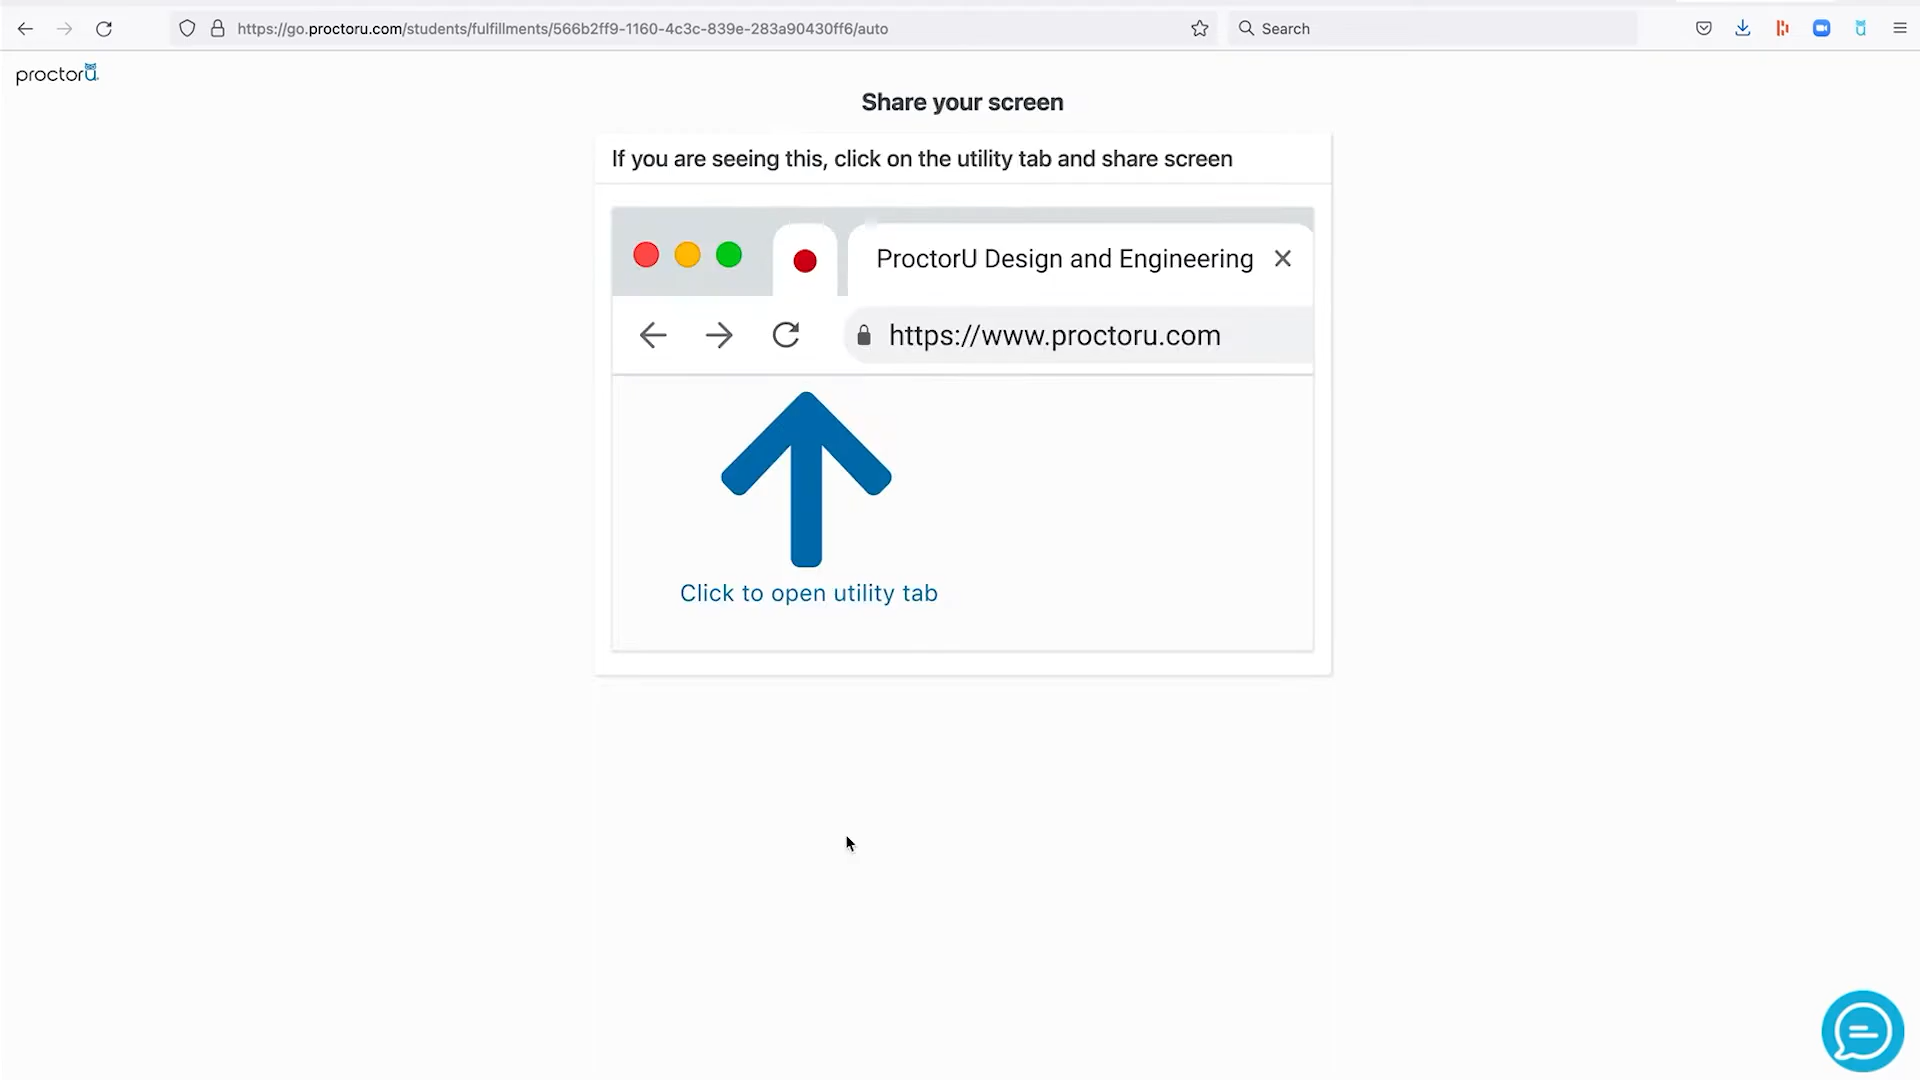 https://go.proctoru.com/students/fulfillments/566b2ff9-1160-4c3c-839e-283a90430ff6/auto
Search
proctorU
Share your screen
If you are seeing this, click on the utility tab and share screen
ProctorU Design and Engineering
https://www.proctoru.com
Click to open utility tab